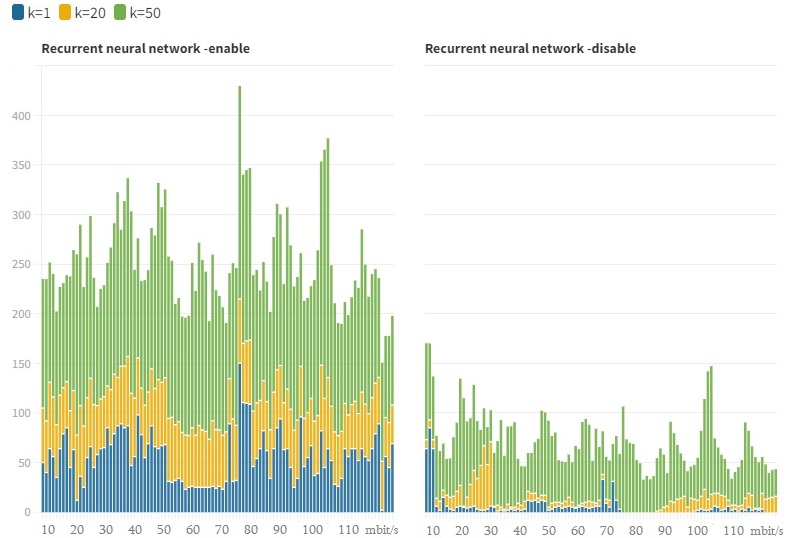 k=1 k=20 k=50
Recurrent neural network -enable
Recurrent neural network -disable
400
350
300
250
200
150
100
50
0
10 20 30 40 50 60 70 80 90 100 110 mbit/s
10 20 30 40 50 60 70 80 90 100 110 mbit/s